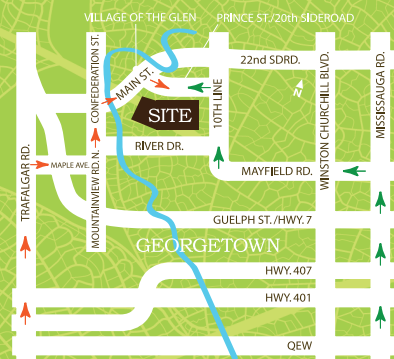 VILLAGE OF THE GLEN
PRINCE ST./20th SIDEROAD
22nd SDRD.
CONFEDERATION ST.
MAIN ST.
SITE
10TH LINE
WINSTON CHURCHILL BLVD.
MISSISSAUGA RD.
N
RIVER DR.
MAPLE AVE.
MAYFIELD RD.
TRAFALGAR RD.
MOUNTAINVIEW RD. N.
GUELPH ST./HWY. 7
GEORGETOWN
HWY. 407
HWY. 401
QEW